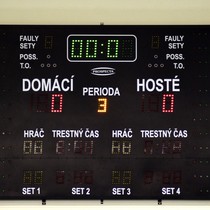 FAULY 00:0 FAULY
SETY SETY
POSS. POSS.
T.O. PROSPECTA T.O.
DOMÁCÍ PERIODA HOSTÉ
0 3 0
HRÁČ TRESTNÝ ČAS HRÁČ TRESTNÝ ČAS
SET 1 SET 2 SET 3 SET 4